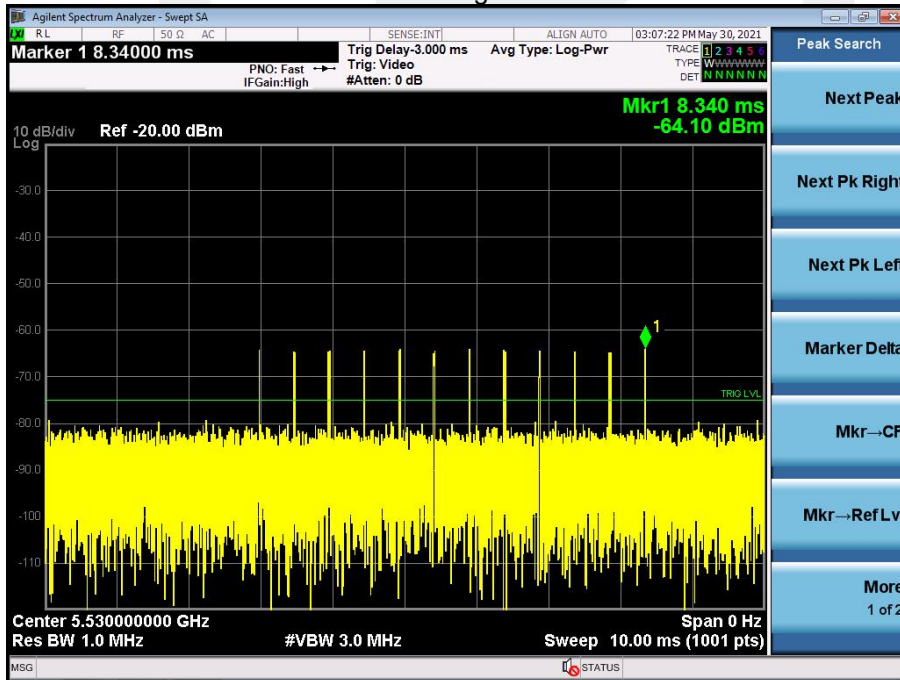 Agilent Spectrum Analyzer - Swept SA
LXI RL RF 50 Ω AC SENSE:INT ALIGN AUTO 03:07:22 PM May 30, 2021
Marker 1 8.34000 ms
PNO: Fast
IFGain:High
Trig Delay-3.000 ms
Trig: Video
#Atten: 0 dB
Avg Type: Log-Pwr
TRACE 1 2 3 4 5 6
TYPE WWWWWW
DET N N N N N N
Mkr1 8.340 ms
-64.10 dBm
10 dB/div Ref -20.00 dBm
Log
-30.0
-40.0
-50.0
-60.0
1
-70.0
TRIG LVL
-80.0
-90.0
-100
-110
Center 5.530000000 GHz Span 0 Hz
Res BW 1.0 MHz #VBW 3.0 MHz Sweep 10.00 ms (1001 pts)
MSG STATUS
Peak Search
Next Peak
Next Pk Right
Next Pk Left
Marker Delta
Mkr→CF
Mkr→Ref Lvl
More
1 of 2